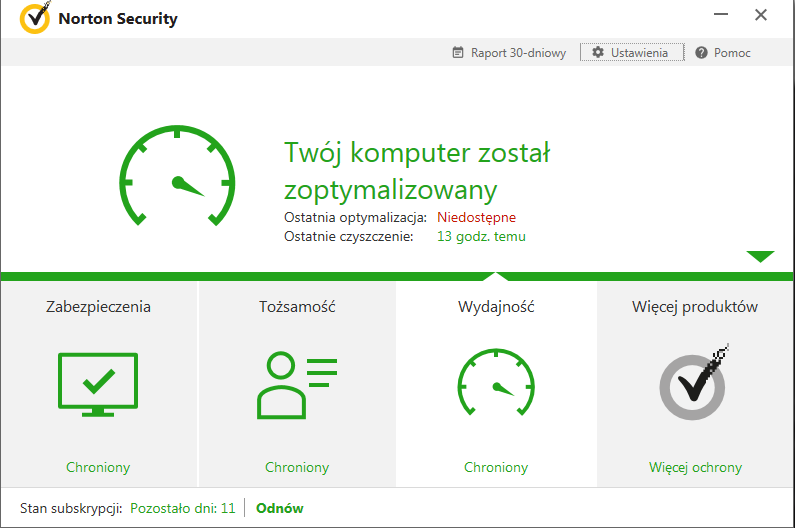 Norton Security
Raport 30-dniowy Ustawienia Pomoc
Twój komputer został
zoptymalizowany
Ostatnia optymalizacja: Niedostępne
Ostatnie czyszczenie: 13 godz. temu
Zabezpieczenia Tożsamość Wydajność Więcej produktów
Chroniony Chroniony Chroniony Więcej ochrony
Stan subskrypcji: Pozostało dni: 11 Odnów